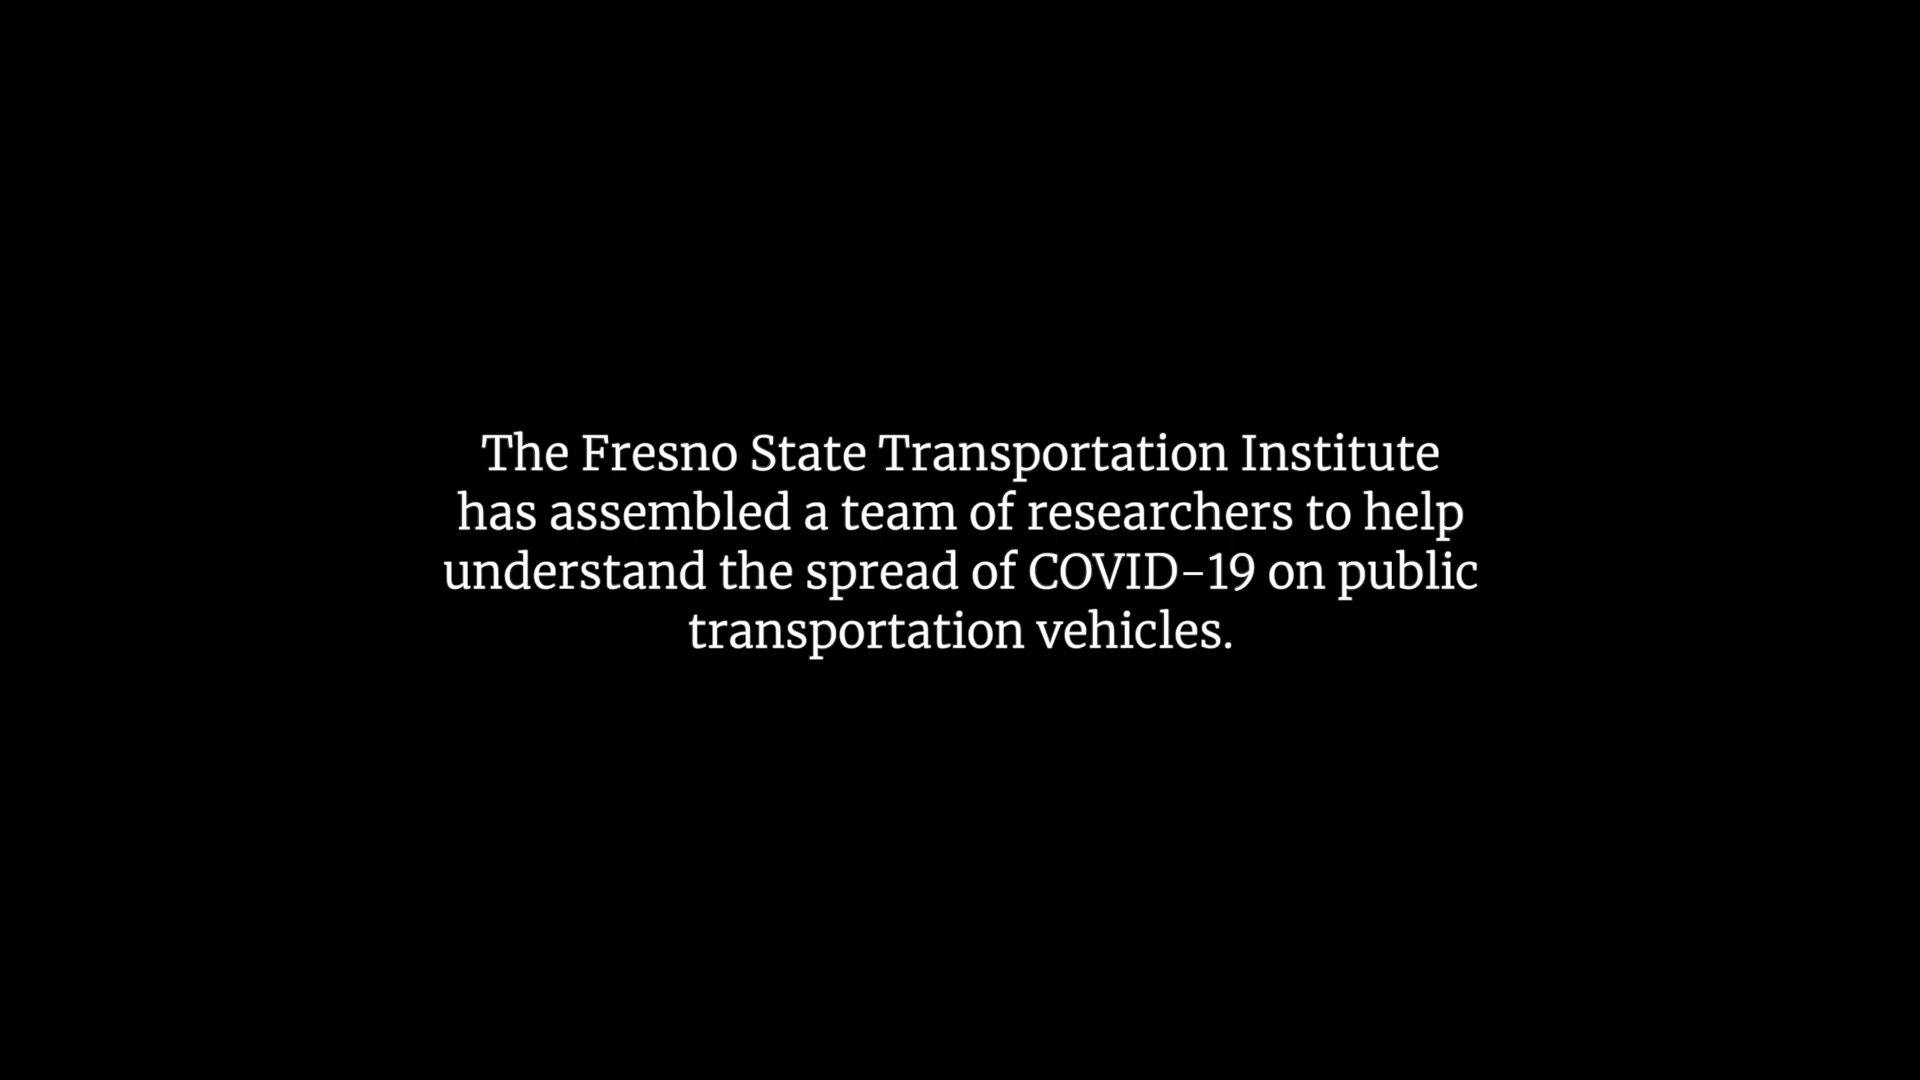 The Fresno State Transportation Institute
has assembled a team of researchers to help
understand the spread of COVID-19 on public
transportation vehicles.